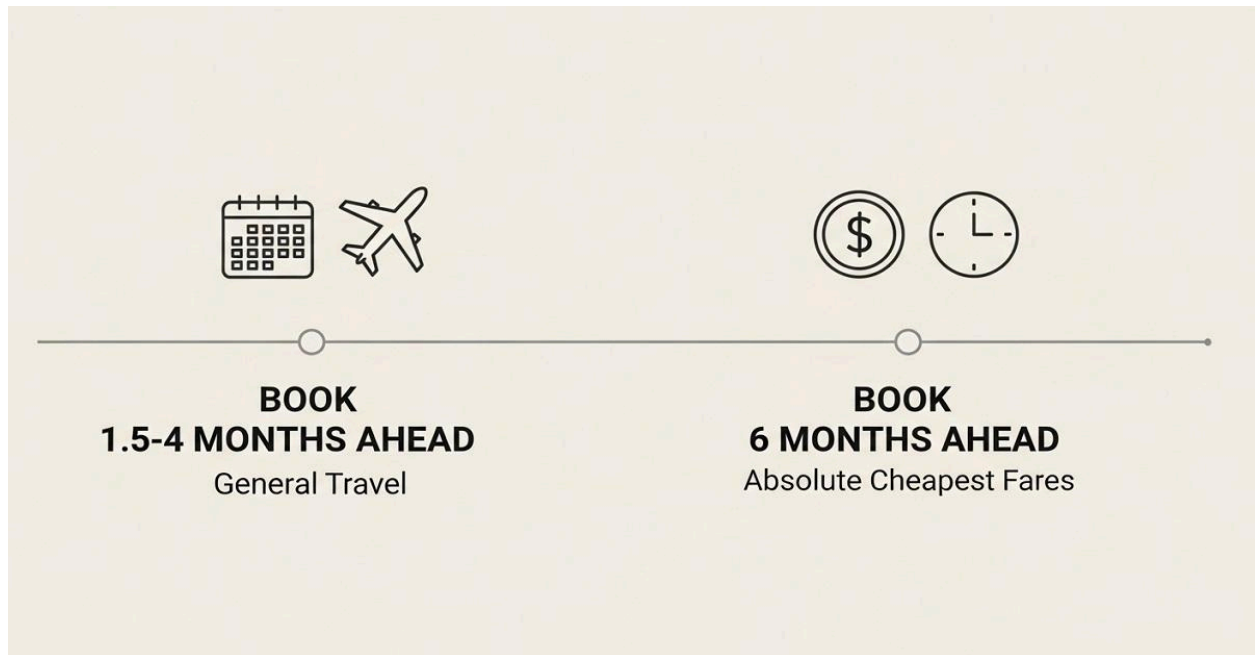 BOOK
1.5-4 MONTHS AHEAD
General Travel
$
BOOK
6 MONTHS AHEAD
Absolute Cheapest Fares